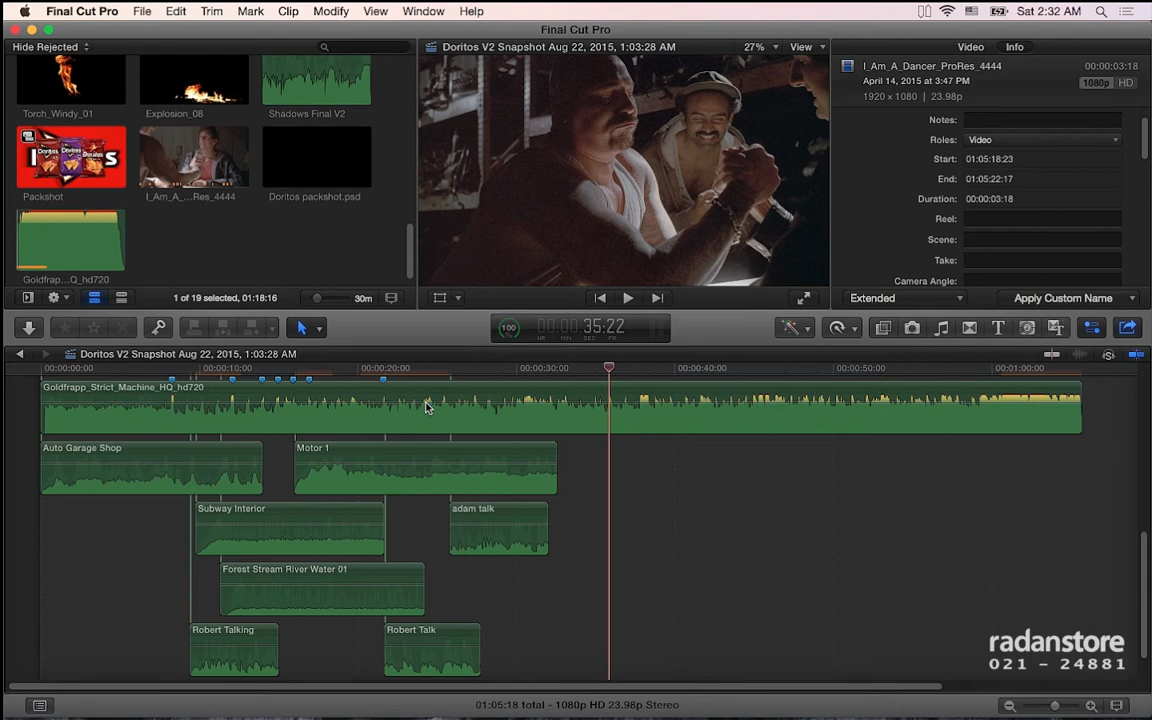 Final Cut Pro File Edit Trim Mark Clip Modify View Window Help Sat 2:32 AM
Final Cut Pro
Hide Rejected
Doritos V2 Snapshot Aug 22, 2015, 1:03:28 AM 27% View
Video Info
I_Am_A_Dancer_ProRes_4444 00:00:03:18
April 14, 2015 at 3:47 PM 1080p HD
1920 x 1080 | 23.98p
Torch_Windy_01 Explosion_08 Shadows Final V2
Packshot I_Am_A_...Res_4444 Doritos packshot.psd
Goldfrap...Q_hd720
Notes:
Roles: Video
Start: 01:05:18:23
End: 01:05:22:17
Duration: 00:00:03:18
Reel:
Scene:
Take:
Camera Angle:
1 of 19 selected, 01:18:16 30m
Extended Apply Custom Name
100 00:00:35:22
HR MIN SEC FR
Doritos V2 Snapshot Aug 22, 2015, 1:03:28 AM
00:00:00:00 00:00:10:00 00:00:20:00 00:00:30:00 00:00:40:00 00:00:50:00 00:01:00:00
Goldfrapp_Strict_Machine_HQ_hd720
Auto Garage Shop Motor 1
Subway Interior adam talk
Forest Stream River Water 01
Robert Talking Robert Talk
radanstore
021 - 24881
01:05:18 total - 1080p HD 23.98p Stereo